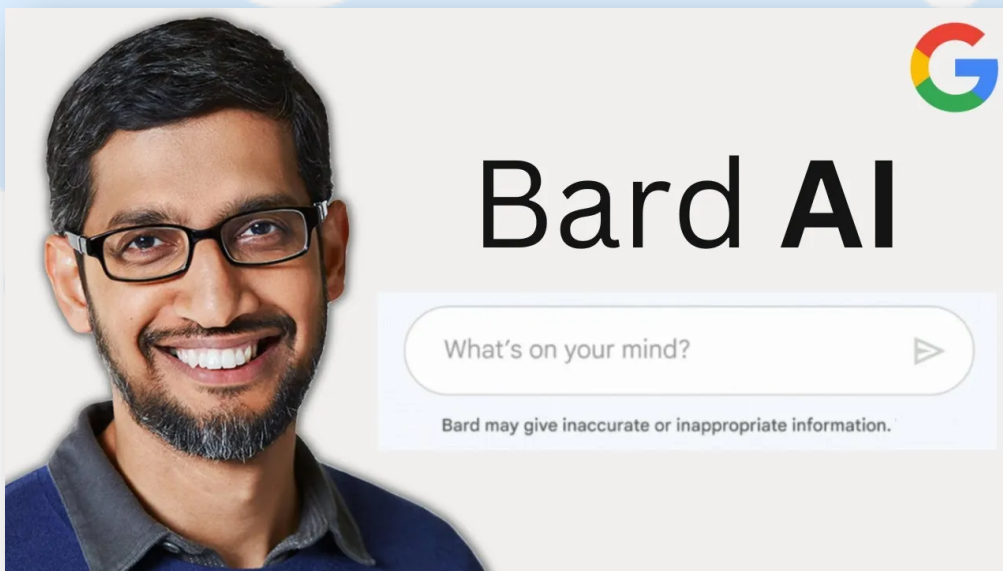 Bard AI
What's on your mind?
Bard may give inaccurate or inappropriate information.